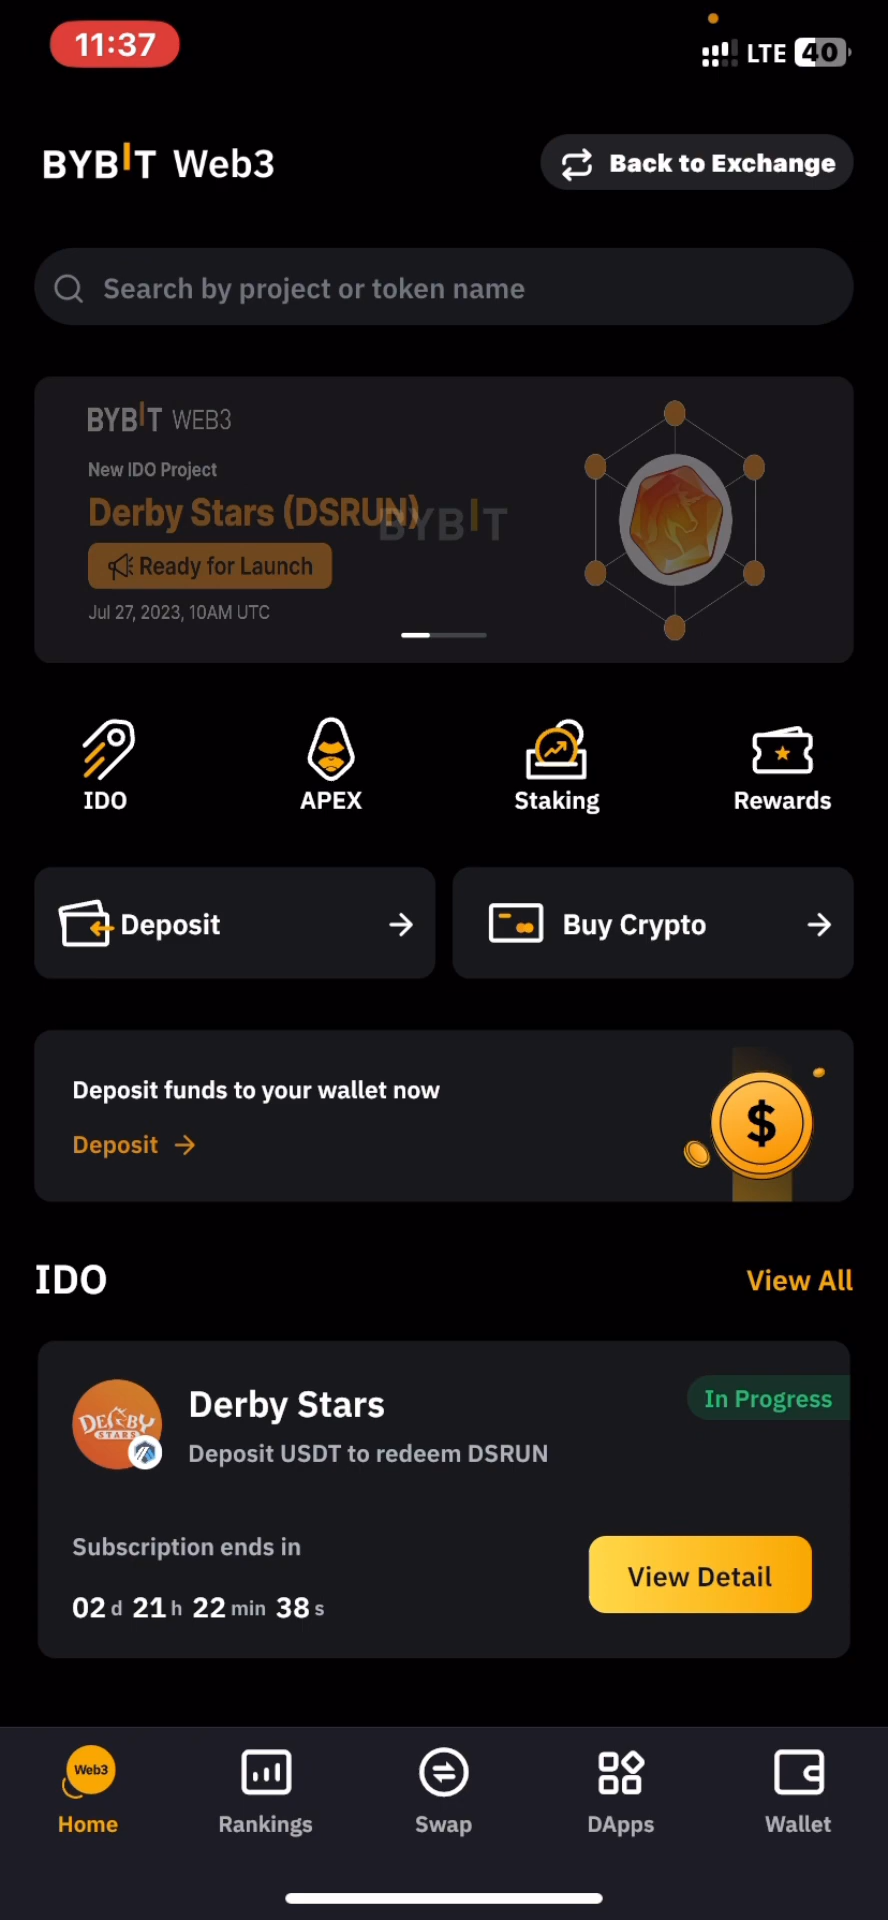 11:37
LTE 40
BYBIT Web3
Back to Exchange
Search by project or token name
BYBIT WEB3
New IDO Project
Derby Stars (DSRUN)
BYBIT
Ready for Launch
Jul 27, 2023, 10AM UTC
IDO
APEX
Staking
Rewards
Deposit
Buy Crypto
Deposit funds to your wallet now
Deposit
$
IDO
View All
DERBY
STARS
Derby Stars
In Progress
Deposit USDT to redeem DSRUN
Subscription ends in
02 d 21 h 22 min 38 s
View Detail
Web3
Home
Rankings
Swap
DApps
Wallet